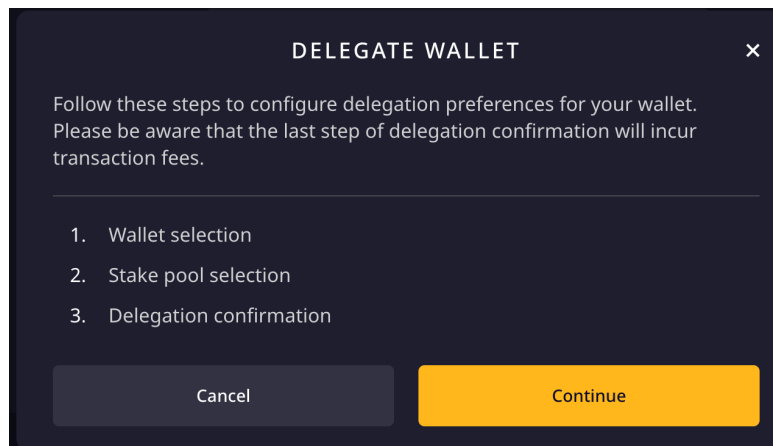 DELEGATE WALLET
Follow these steps to configure delegation preferences for your wallet.
Please be aware that the last step of delegation confirmation will incur
transaction fees.
1. Wallet selection
2. Stake pool selection
3. Delegation confirmation
Cancel Continue